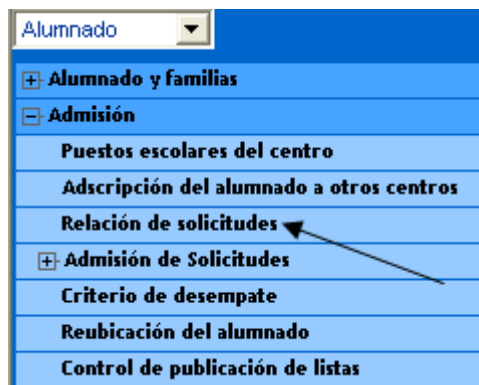 Alumnado
Alumnado y familias
Admisión
Puestos escolares del centro
Adscripción del alumnado a otros centros
Relación de solicitudes
Admisión de Solicitudes
Criterio de desempate
Reubicación del alumnado
Control de publicación de listas